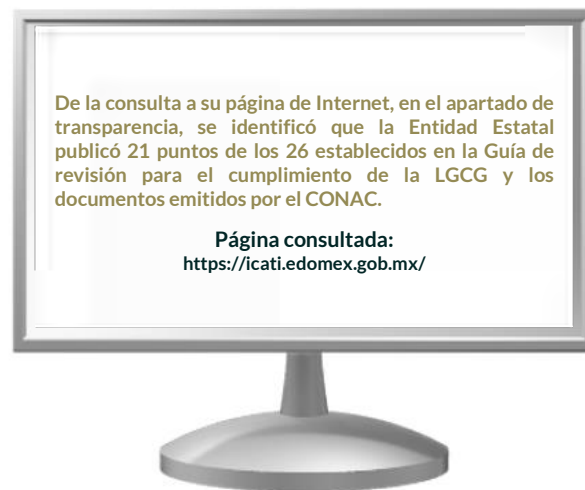 De la consulta a su página de Internet, en el apartado de
transparencia, se identificó que la Entidad Estatal
publicó 21 puntos de los 26 establecidos en la Guía de
revisión para el cumplimiento de la LGCG y los
documentos emitidos por el CONAC.
Página consultada:
https://icati.edomex.gob.mx/